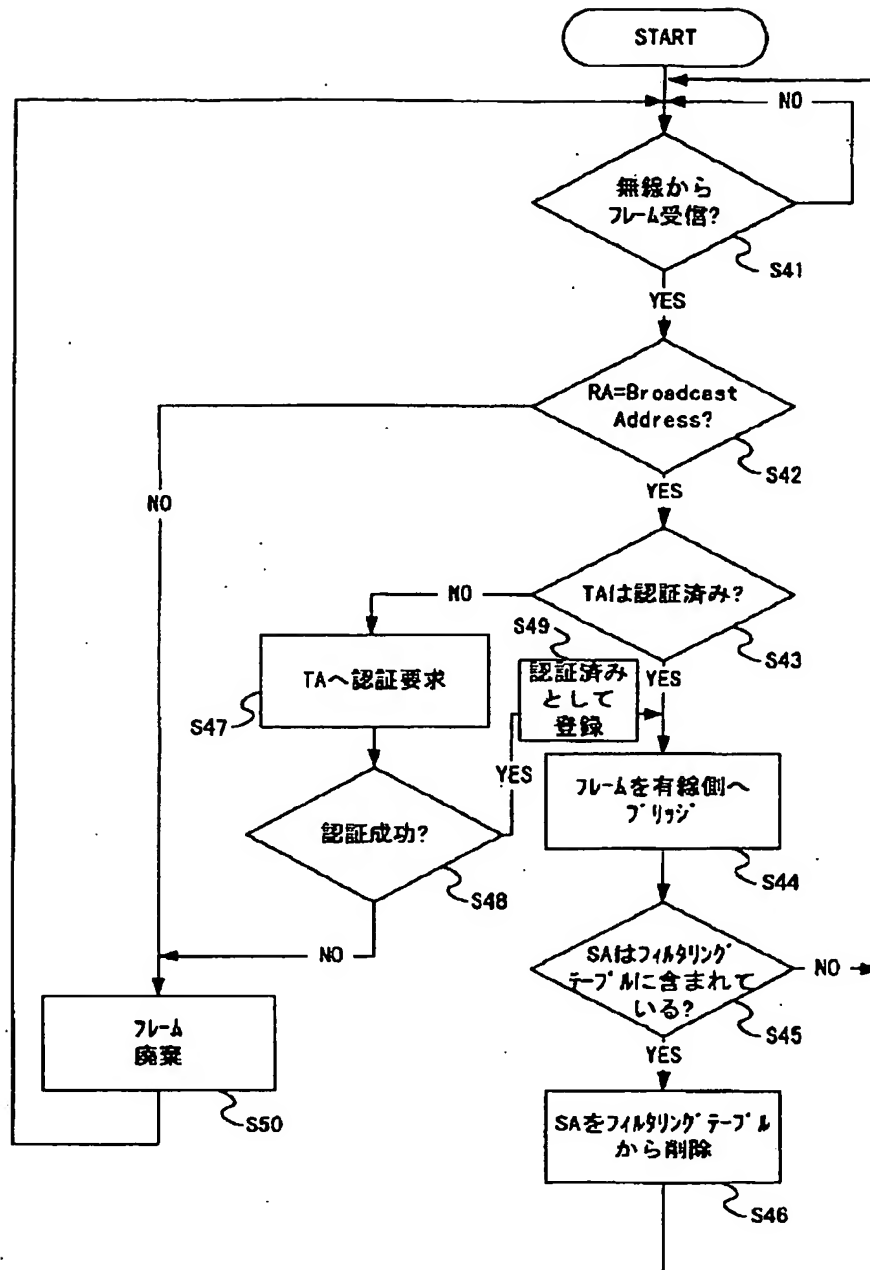 START
NO
無線から
フレーム受信?
S41
YES
RA=Broadcast
Address?
S42
NO
YES
TAは認証済み?
NO
S43
S49
TAへ認証要求
S47
認証済み
として
登録
YES
YES
フレームを有線側へ
ブリッジ
S44
認証成功?
S48
NO
SAはフィルタリング
テーブルに含まれて
いる?
NO
S45
YES
フレーム
廃棄
S50
SAをフィルタリングテーブル
から削除
S46